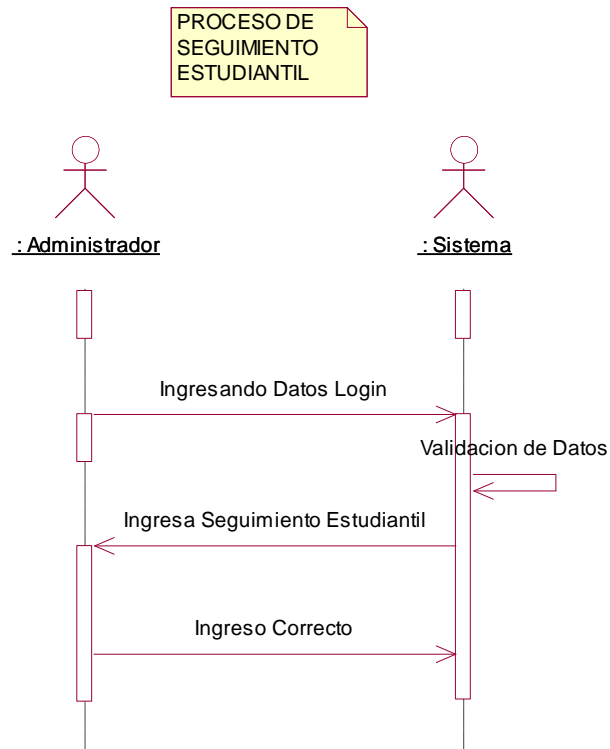 PROCESO DE
SEGUIMIENTO
ESTUDIANTIL
: Administrador
: Sistema
Ingresando Datos Login
Validacion de Datos
Ingresa Seguimiento Estudiantil
Ingreso Correcto